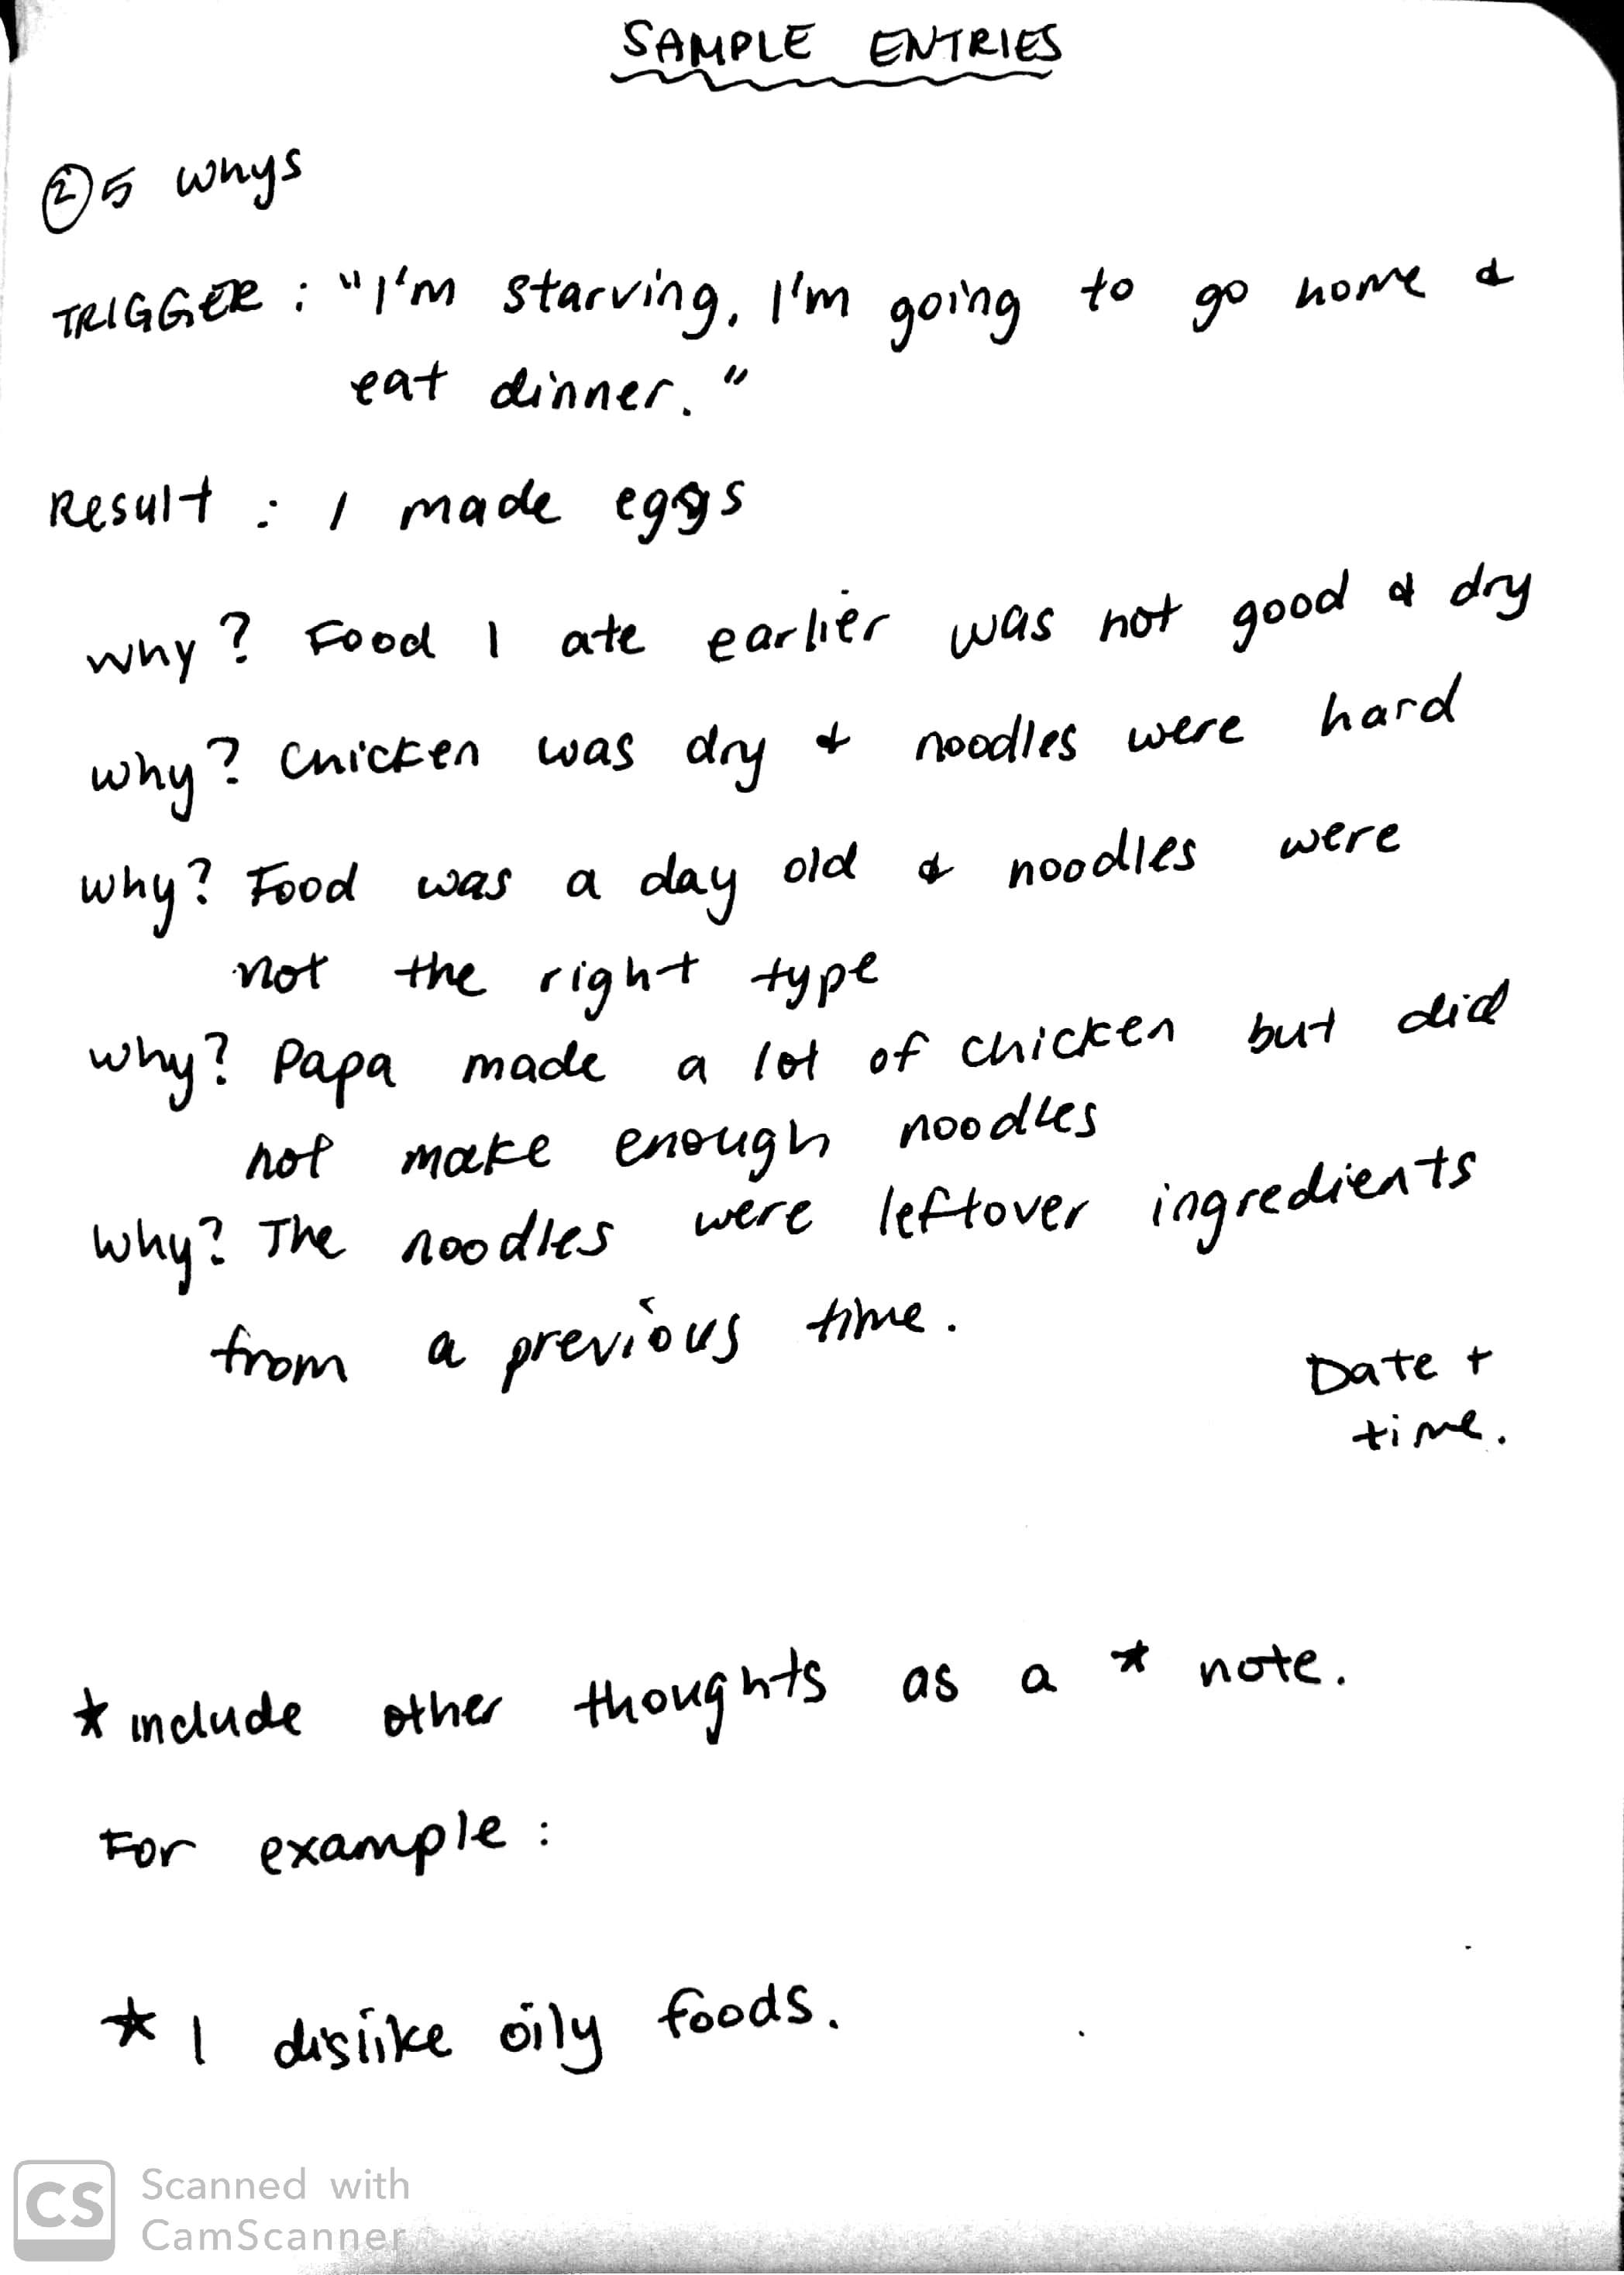 SAMPLE ENTRIES
② 5 whys
TRIGGER : "I'm starving, I'm going to go home &
eat dinner."
Result : I made eggs
why? Food I ate earlier was not good & dry
why? Chicken was dry & noodles were hard
why? Food was a day old & noodles were
not the right type
why? Papa made a lot of chicken but did
not make enough noodles
why? The noodles were leftover ingredients
from a previous time.
Date +
time.
* include other thoughts as a * note.
For example :
* I dislike oily foods.
CS Scanned with
CamScanner